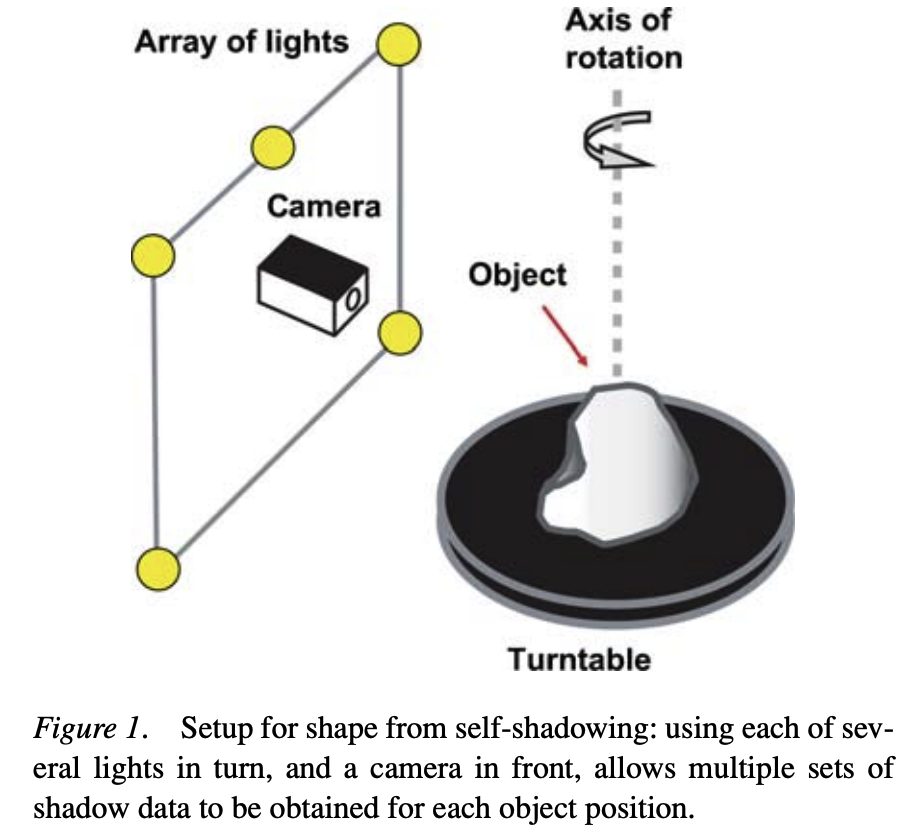 Array of lights
Axis of
rotation
Camera
Object
Turntable
Figure 1. Setup for shape from self-shadowing: using each of sev-
eral lights in turn, and a camera in front, allows multiple sets of
shadow data to be obtained for each object position.